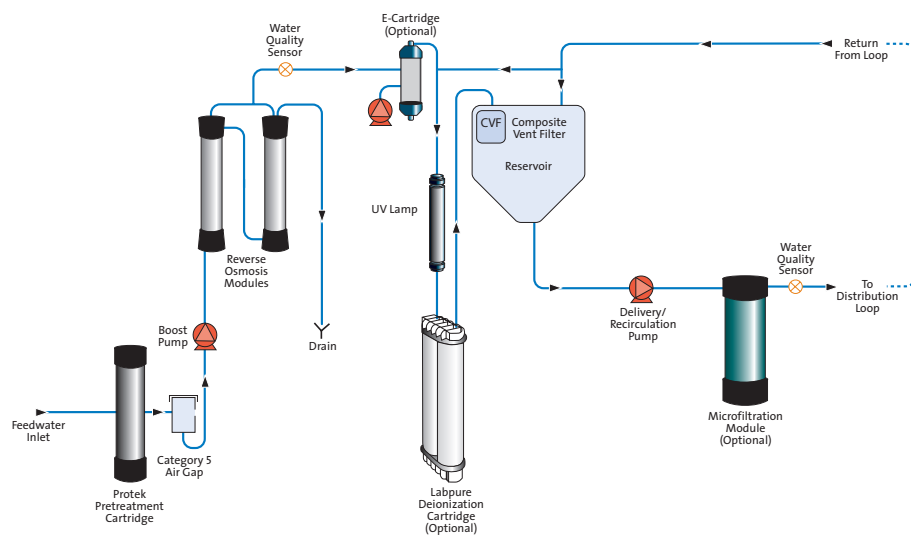 E-Cartridge
(Optional)
Water
Quality
Sensor
Return
From Loop
CVF
Composite
Vent Filter
Reservoir
UV Lamp
Reverse
Osmosis
Modules
Water
Quality
Sensor
To
Distribution
Loop
Delivery/
Recirculation
Pump
Boost
Pump
Drain
Feedwater
Inlet
Category 5
Air Gap
Microfiltration
Module
(Optional)
Protek
Pretreatment
Cartridge
Labpure
Deionization
Cartridge
(Optional)